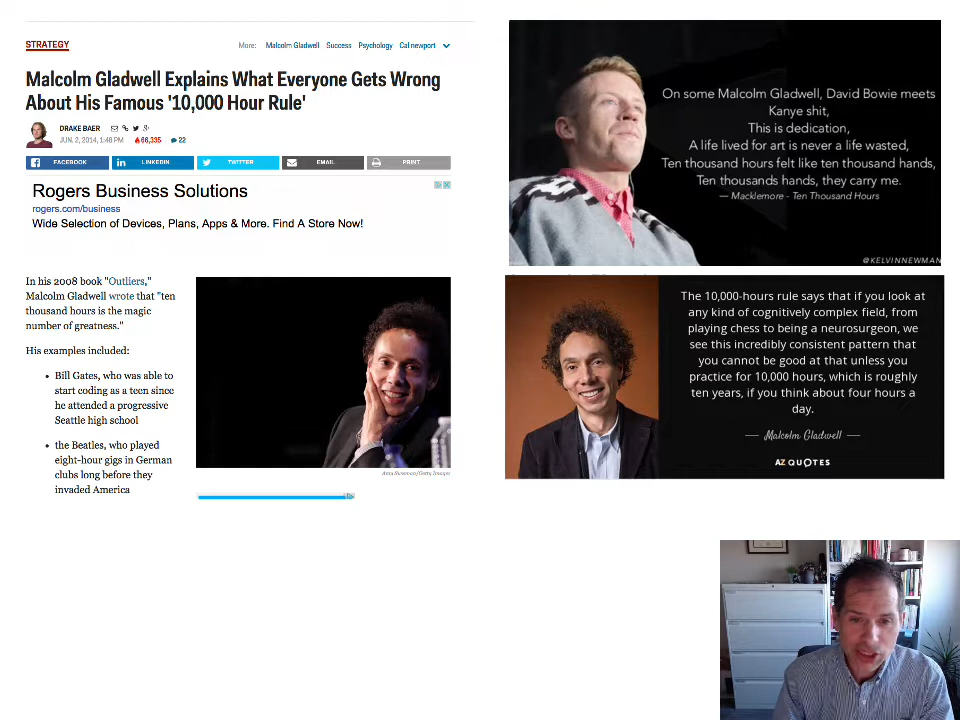 STRATEGY
More: Malcolm Gladwell Success Psychology Cal newport
Malcolm Gladwell Explains What Everyone Gets Wrong
About His Famous '10,000 Hour Rule'
DRAKE BAER
JUN. 2, 2014, 1:46 PM 66,335 22
FACEBOOK LINKEDIN TWITTER EMAIL PRINT
Rogers Business Solutions
rogers.com/business
Wide Selection of Devices, Plans, Apps & More. Find A Store Now!
In his 2008 book "Outliers,"
Malcolm Gladwell wrote that "ten
thousand hours is the magic
number of greatness."
His examples included:
• Bill Gates, who was able to
start coding as a teen since
he attended a progressive
Seattle high school
• the Beatles, who played
eight-hour gigs in German
clubs long before they
invaded America
Amy Sussman/Getty Images
On some Malcolm Gladwell, David Bowie meets
Kanye shit,
This is dedication,
A life lived for art is never a life wasted,
Ten thousand hours felt like ten thousand hands,
Ten thousands hands, they carry me.
— Macklemore - Ten Thousand Hours
@KELVINNEWMAN
The 10,000-hours rule says that if you look at
any kind of cognitively complex field, from
playing chess to being a neurosurgeon, we
see this incredibly consistent pattern that
you cannot be good at that unless you
practice for 10,000 hours, which is roughly
ten years, if you think about four hours a
day.
— Malcolm Gladwell —
AZ QUOTES